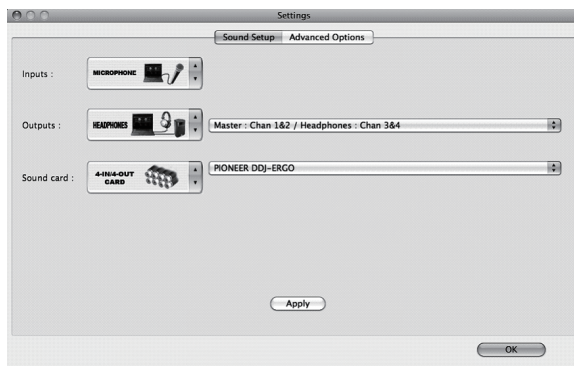 Settings
Sound Setup Advanced Options
Inputs : MICROPHONE
Outputs : HEADPHONES Master : Chan 1&2 / Headphones : Chan 3&4
Sound card : 4-IN/4-OUT CARD PIONEER DDJ-ERGO
Apply
OK